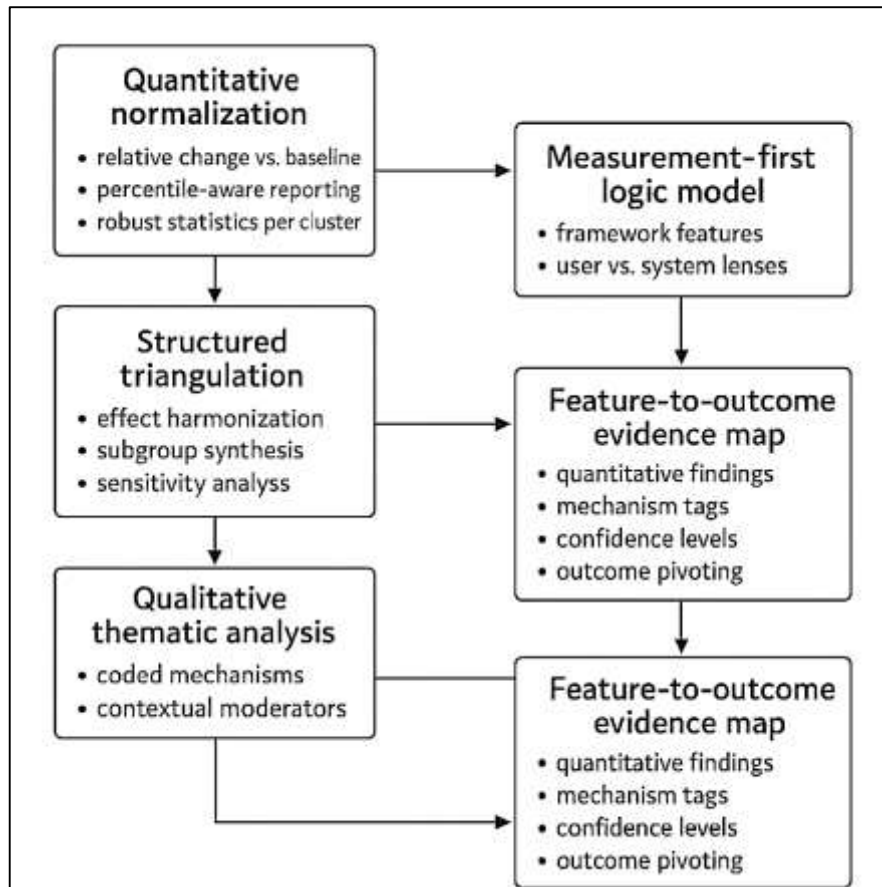 Quantitative
normalization
• relative change vs. baseline
• percentile-aware reporting
• robust statistics per cluster
Measurement-first
logic model
• framework features
• user vs. system lenses
Structured
triangulation
• effect harmonization
• subgroup synthesis
• sensitivity analyss
Feature-to-outcome
evidence map
• quantitative findings
• mechanism tags
• confidence levels
• outcome pivoting
Qualitative
thematic analysis
• coded mechanisms
• contextual moderators
Feature-to-outcome
evidence map
• quantitative findings
• mechanism tags
• confidence levels
• outcome pivoting